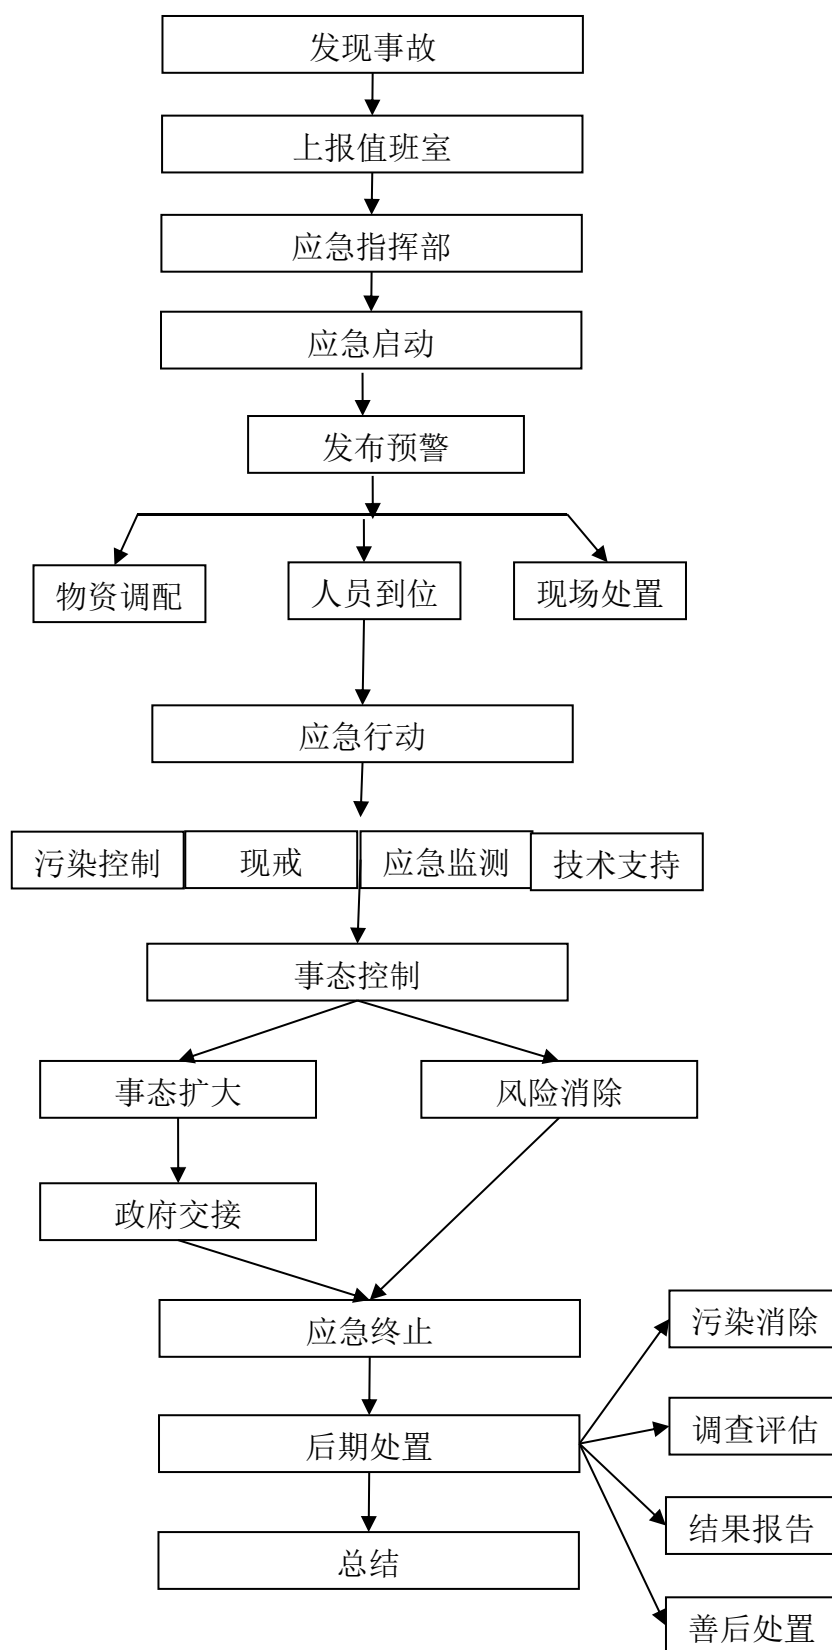 发现事故
上报值班室
应急指挥部
应急启动
发布预警
物资调配
人员到位
现场处置
应急行动
污染控制
现戒
应急监测
技术支持
事态控制
事态扩大
风险消除
政府交接
应急终止
污染消除
后期处置
调查评估
结果报告
总结
善后处置